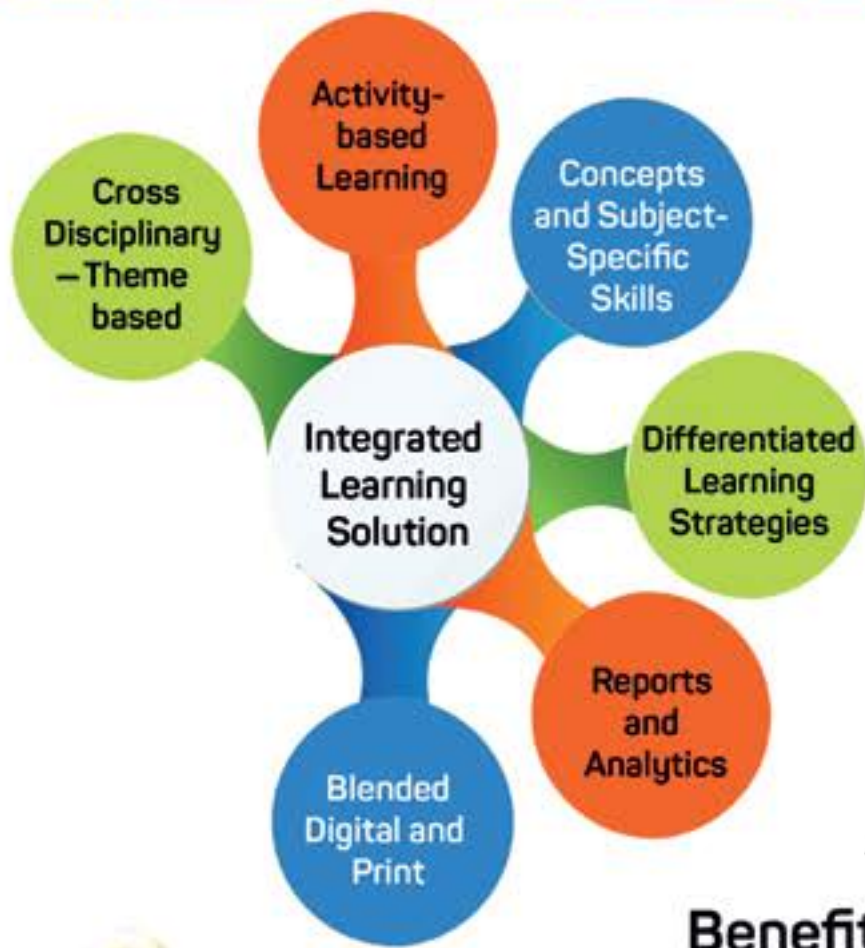 Activity-
based
Learning
Cross
Disciplinary
– Theme
based
Concepts
and Subject-
Specific
Skills
Integrated
Learning
Solution
Differentiated
Learning
Strategies
Reports
and
Analytics
Blended
Digital and
Print
Benefit